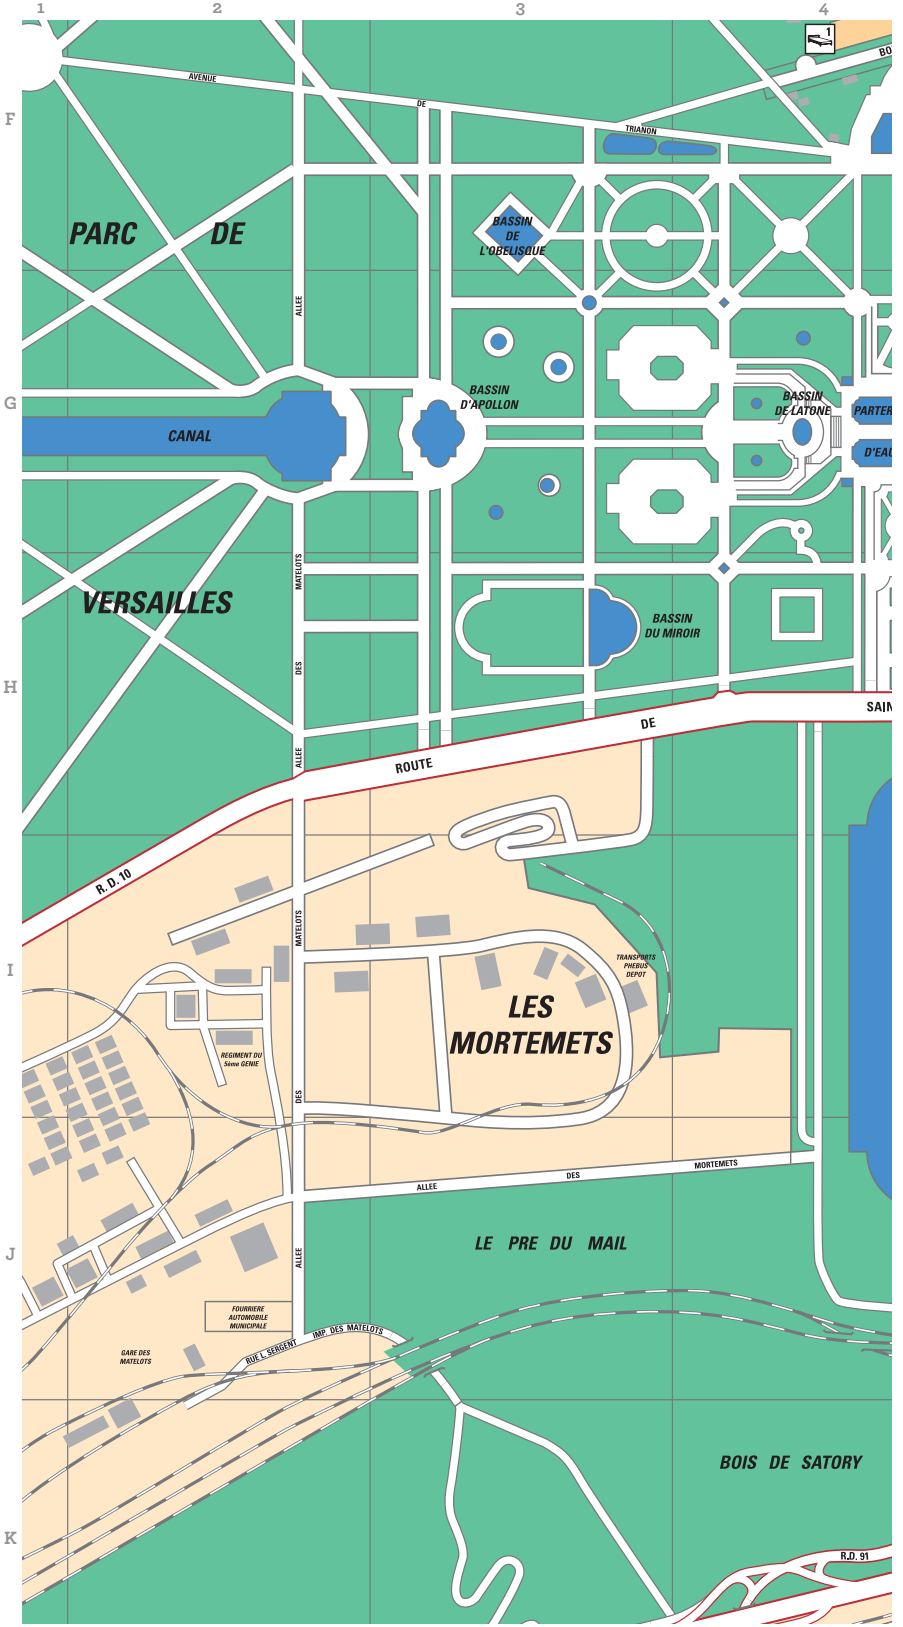 1 2 3 4
1
BO
AVENUE
DE
F
TRIANON
PARC DE
BASSIN
DE
L'OBELISQUE
ALLEE
BASSIN
D'APOLLON
BASSIN
DE LATONE
G
PARTER
CANAL
D'EAU
MATELOTS
VERSAILLES
BASSIN
DU MIROIR
DES
H
SAIN
DE
ALLEE
ROUTE
R.D. 10
MATELOTS
I
TRANSPORTS
PHEBUS
DEPOT
LES
MORTEMETS
REGIMENT DU
5ème GENIE
DES
ALLEE DES MORTEMETS
LE PRE DU MAIL
J
ALLEE
FOURRIERE
AUTOMOBILE
MUNICIPALE
IMP. DES MATELOTS
RUE L. SERGENT
GARE DES
MATELOTS
BOIS DE SATORY
K
R.D. 91